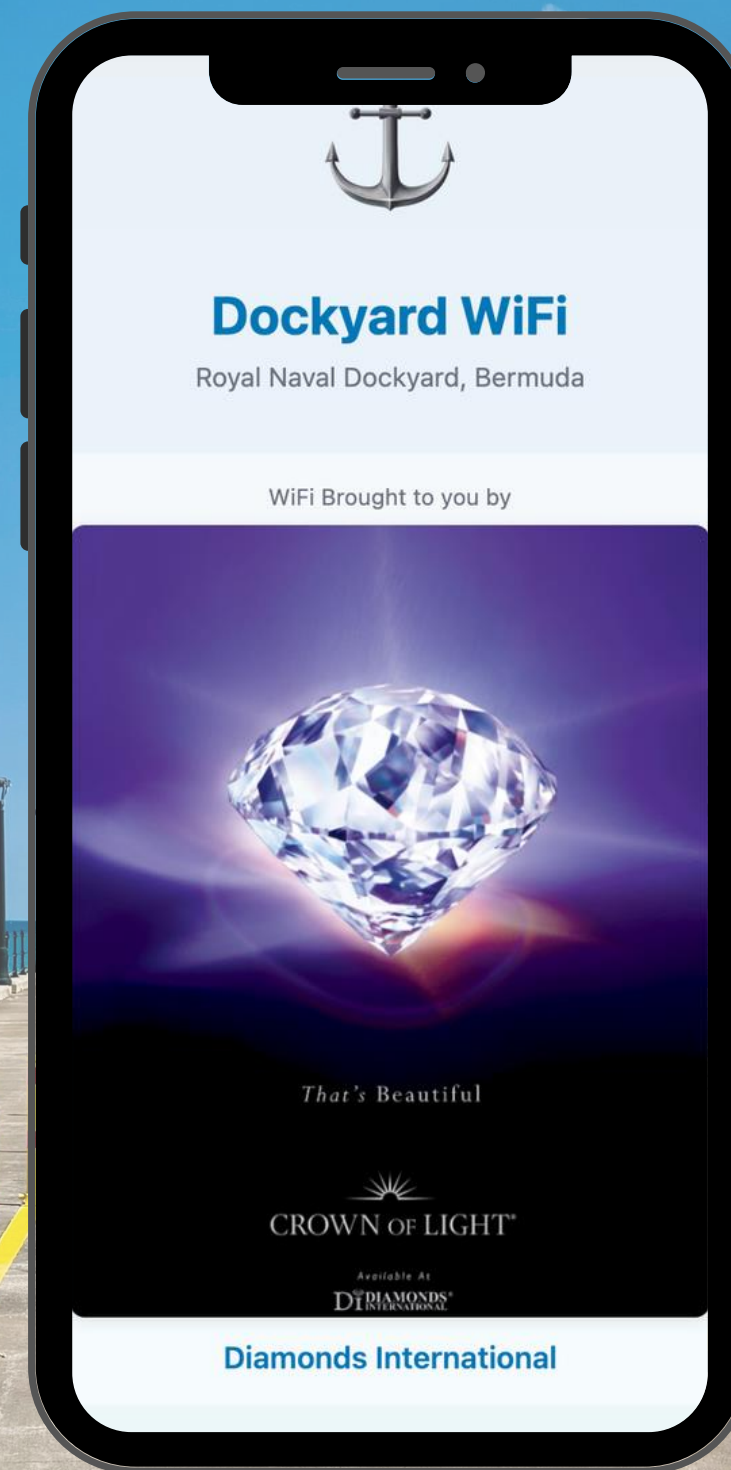 Dockyard WiFi
Royal Naval Dockyard, Bermuda
WiFi Brought to you by
That's Beautiful
CROWN OF LIGHT®
Available At
DI DIAMONDS®
INTERNATIONAL
Diamonds International